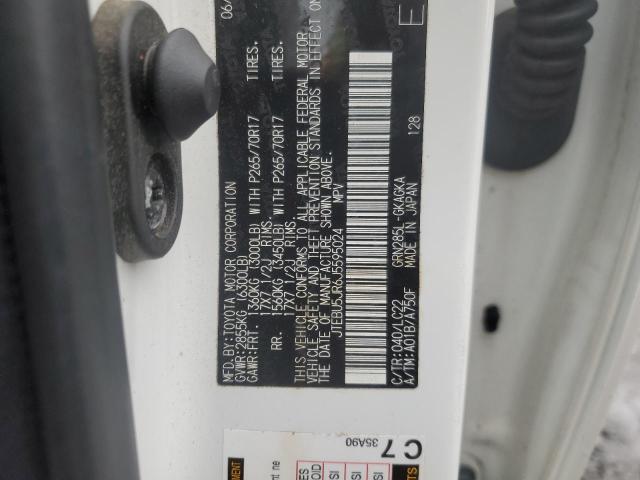 MFD.BY:TOYOTA MOTOR CORPORATION 06/
GVWR:2855KG (6300LB)
GAWR:FRT. 1360KG (3000LB) WITH P265/70R17 TIRES.
17X7 1/2J RIMS.
RR. 1560KG (3450LB) WITH P265/70R17 TIRES.
17X7 1/2J RIMS.
THIS VEHICLE CONFORMS TO ALL APPLICABLE FEDERAL MOTOR
VEHICLE SAFETY AND THEFT PREVENTION STANDARDS IN EFFECT ON
THE DATE OF MANUFACTURE SHOWN ABOVE.
JTEBU5JR6J5595024 MPV
C/TR:040/LC22 GRN285L-GKAGKA 128
A/TM:A01B/A750F MADE IN JAPAN
E
C 7
35A90